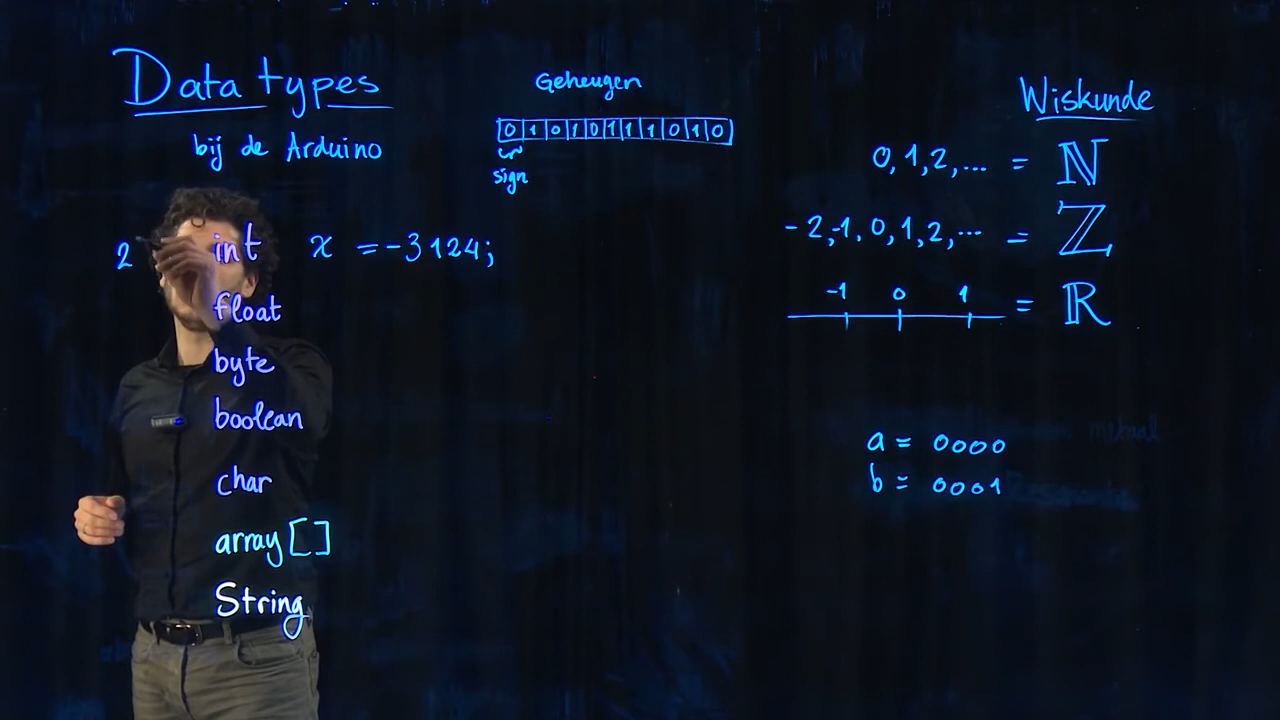 Data types
bij de Arduino
Geheugen
0 1 0 1 0 1 1 1 0 1 0
sign
2 int x = -3124;
float
byte
boolean
char
array []
String
Wiskunde
0, 1, 2, ... = ℕ
-2, -1, 0, 1, 2, ... = ℤ
-1 0 1 = ℝ
a = 0000
b = 0001
metaal